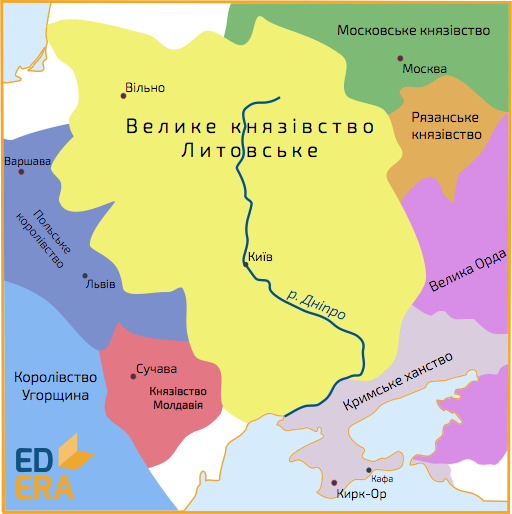 Московське князівство
Москва
Вільно
Рязанське
князівство
Велике князівство
Литовське
Варшава
Польське
королівство
Київ
Велика Орда
Львів
р. Дніпро
Кримське ханство
Сучава
Королівство
Угорщина
Князівство
Молдавія
ED
ERA
Кафа
Кирк-Ор